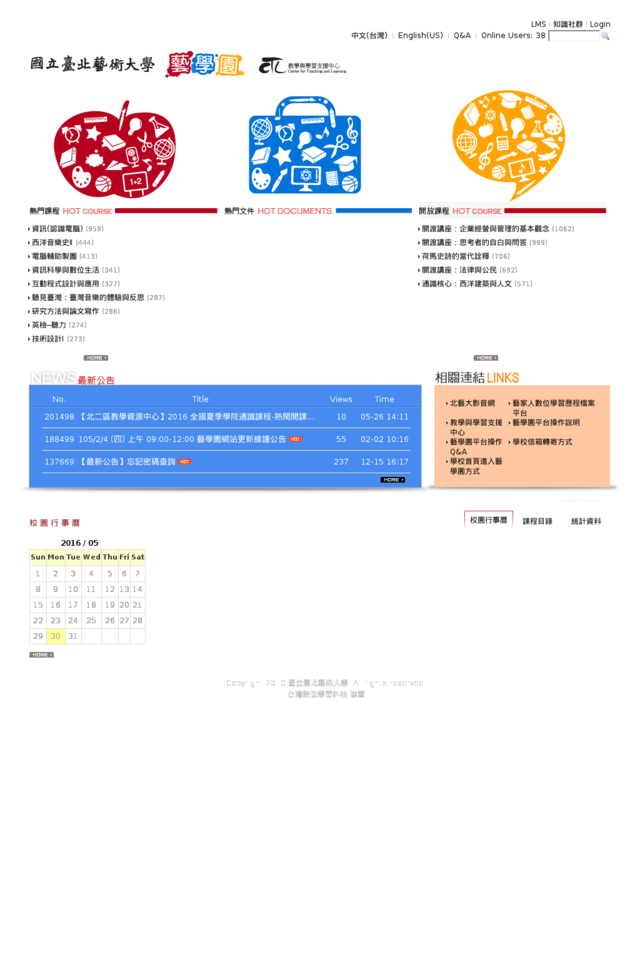 LMS | 知識社群 | Login
中文(台灣) | English(US) | Q&A | Online Users: 38
國立臺北藝術大學 藝學園 CTL 教學與學習支援中心
Center for Teaching and Learning
熱門課程 HOT COURSE
資訊(認識電腦) (959)
西洋音樂史II (444)
電腦輔助製圖 (413)
資訊科學與數位生活 (341)
互動程式設計與應用 (327)
聽見臺灣：臺灣音樂的體驗與反思 (287)
研究方法與論文寫作 (286)
英檢─聽力 (274)
技術設計I (273)
MORE
熱門文件 HOT DOCUMENTS
開放課程 HOT COURSE
關渡講座：企業經營與管理的基本觀念 (1062)
關渡講座：思考者的自白與問答 (999)
荷馬史詩的當代詮釋 (706)
關渡講座：法律與公民 (692)
通識核心：西洋建築與人文 (571)
MORE
NEWS 最新公告
No. Title Views Time
201498 【北二區教學資源中心】2016 全國夏季學院通識課程-熱鬧開課... 10 05-26 14:11
188499 105/2/4 (四) 上午 09:00-12:00 藝學園網站更新維護公告 HOT 55 02-02 10:16
137669 【最新公告】忘記密碼查詢 HOT 237 12-15 16:17
MORE
相關連結 LINKS
北藝大影音網
藝家人數位學習歷程檔案
平台
教學與學習支援
中心
藝學園平台操作說明
藝學園平台操作
Q&A
學校信箱轉寄方式
學校首頁進入藝
學園方式
校園行事曆
校園行事曆 課程目錄 統計資料
2016 / 05
Sun Mon Tue Wed Thu Fri Sat
1 2 3 4 5 6 7
8 9 10 11 12 13 14
15 16 17 18 19 20 21
22 23 24 25 26 27 28
29 30 31
MORE
國立臺北藝術大學